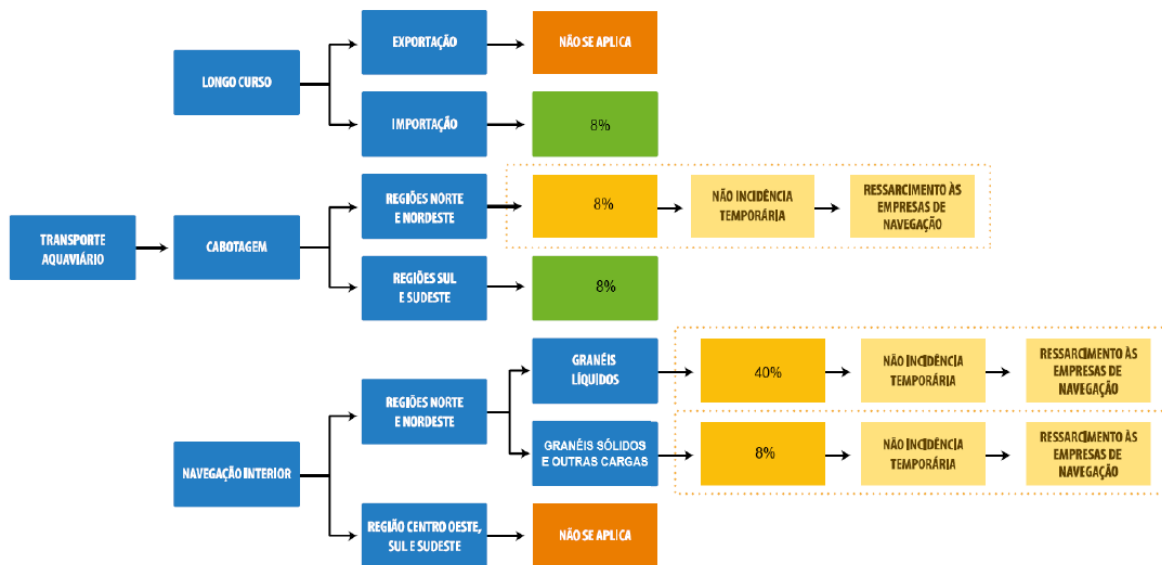 EXPORTAÇÃO
NÃO SE APLICA
LONGO CURSO
IMPORTAÇÃO
8%
REGIÕES NORTE
E NORDESTE
8%
NÃO INCIDÊNCIA
TEMPORÁRIA
RESSARCIMENTO ÀS
EMPRESAS DE
NAVEGAÇÃO
TRANSPORTE
AQUAVIÁRIO
CABOTAGEM
REGIÕES SUL
E SUDESTE
8%
GRANÉIS
LÍQUIDOS
40%
NÃO INCIDÊNCIA
TEMPORÁRIA
RESSARCIMENTO ÀS
EMPRESAS DE
NAVEGAÇÃO
REGIÕES NORTE
E NORDESTE
GRANÉIS SÓLIDOS
E OUTRAS CARGAS
8%
NÃO INCIDÊNCIA
TEMPORÁRIA
RESSARCIMENTO ÀS
EMPRESAS DE
NAVEGAÇÃO
NAVEGAÇÃO INTERIOR
REGIÃO CENTRO OESTE,
SUL E SUDESTE
NÃO SE APLICA